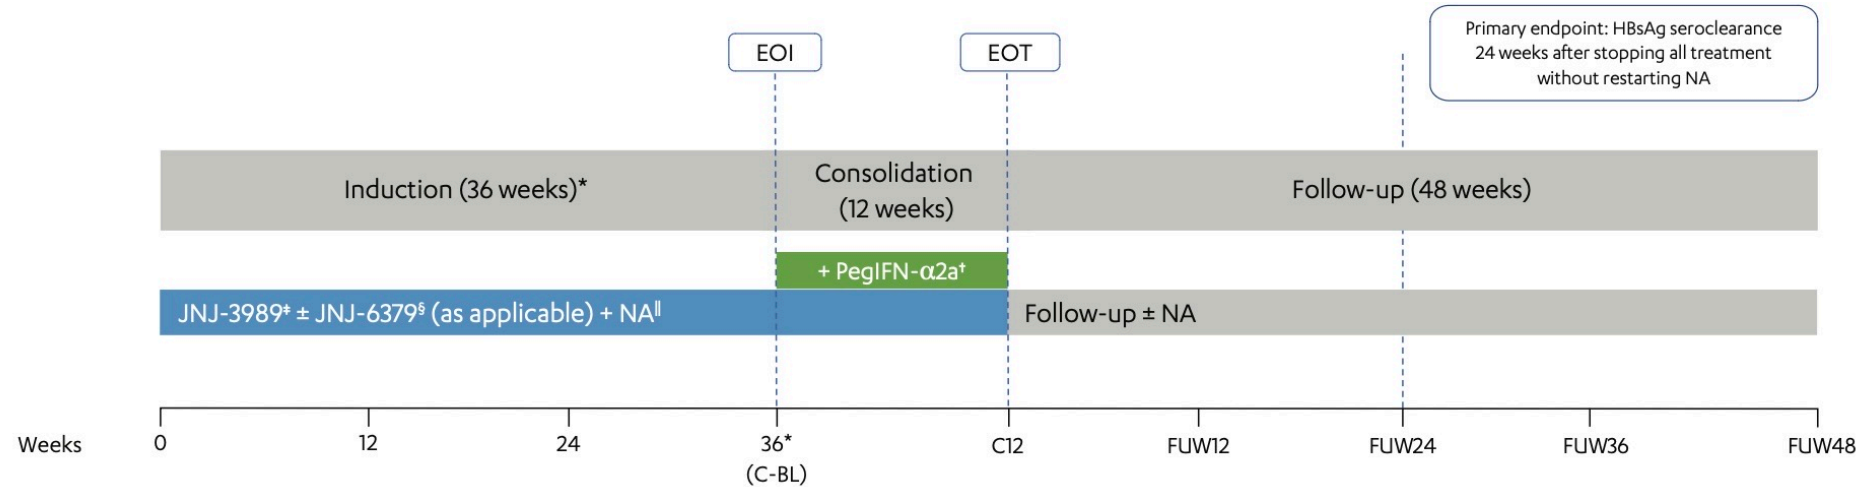 Primary endpoint: HBsAg seroclearance
24 weeks after stopping all treatment
without restarting NA
EOI
EOT
Induction (36 weeks)*
Consolidation
(12 weeks)
Follow-up (48 weeks)
+ PegIFN-α2a†
JNJ-3989‡ ± JNJ-6379§ (as applicable) + NA‖
Follow-up ± NA
Weeks
0
12
24
36*
(C-BL)
C12
FUW12
FUW24
FUW36
FUW48